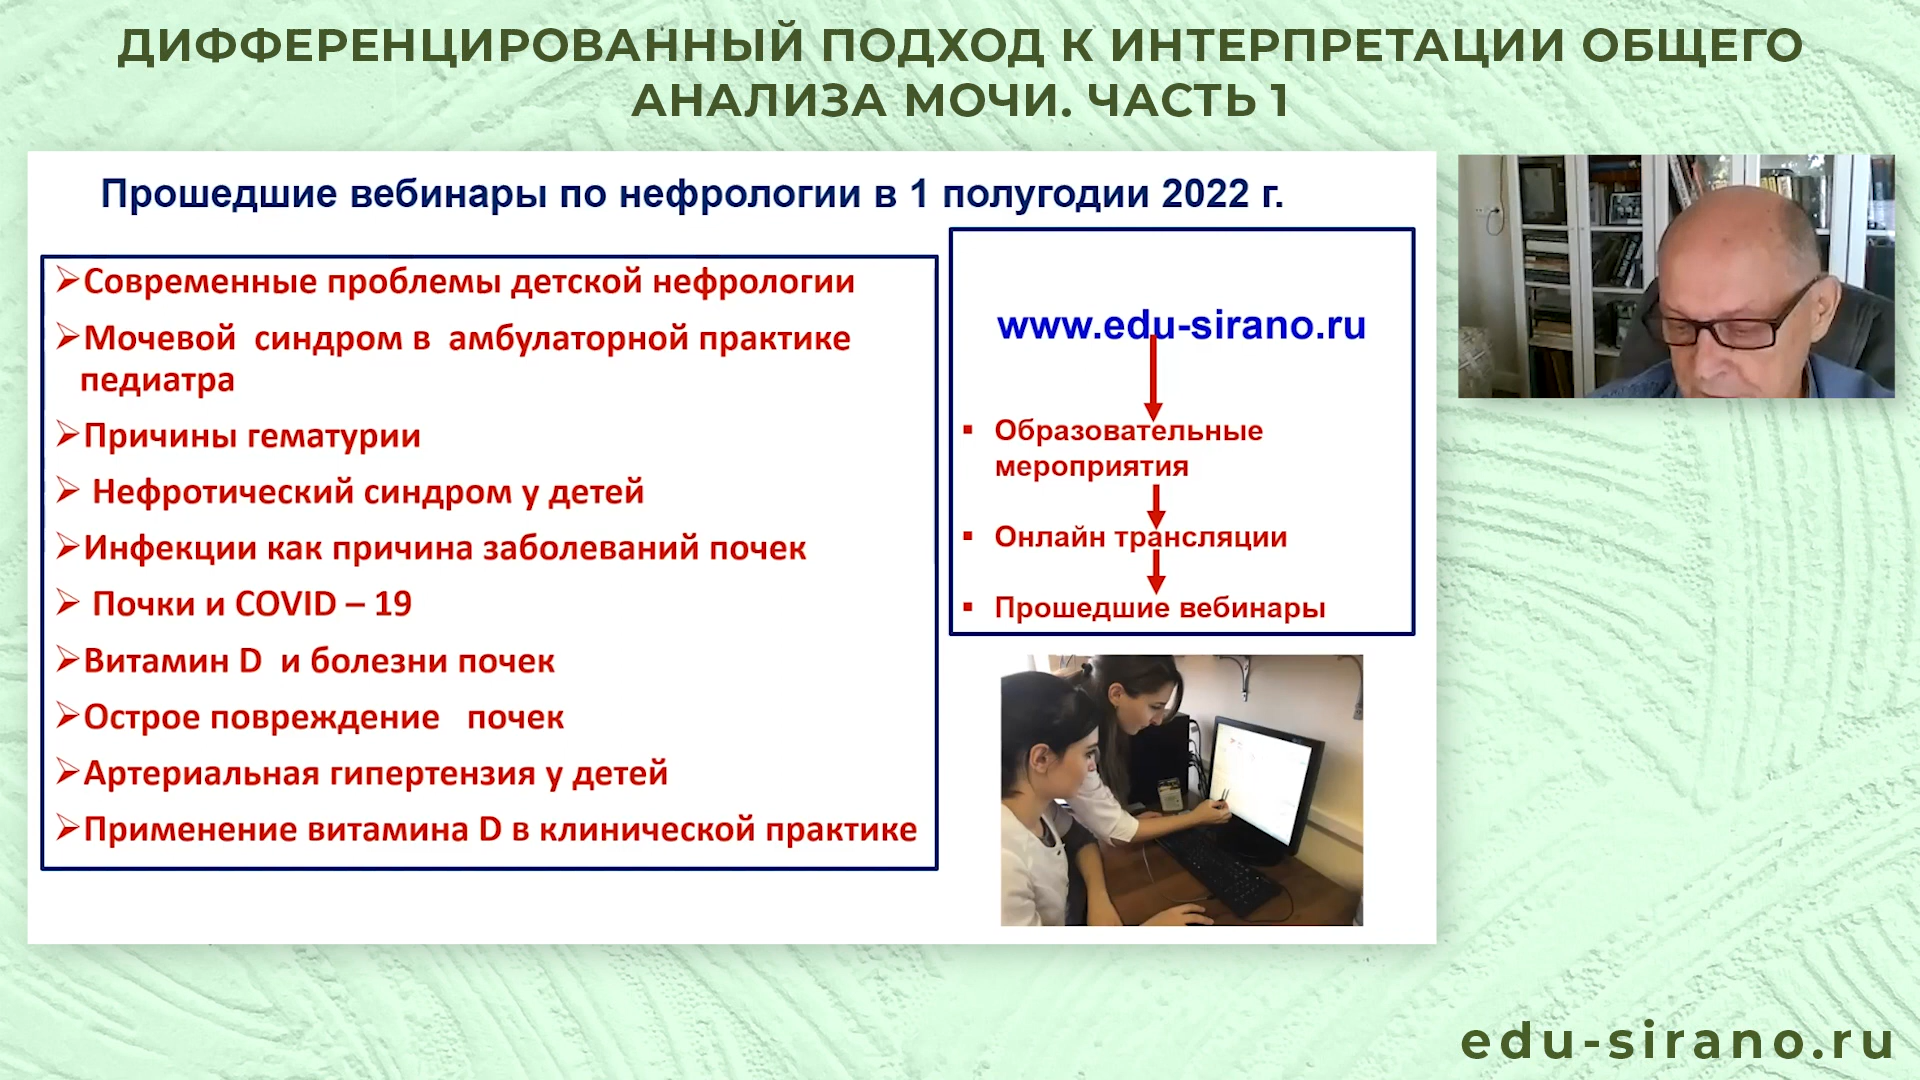 ДИФФЕРЕНЦИРОВАННЫЙ ПОДХОД К ИНТЕРПРЕТАЦИИ ОБЩЕГО
АНАЛИЗА МОЧИ. ЧАСТЬ 1
Прошедшие вебинары по нефрологии в 1 полугодии 2022 г.
Современные проблемы детской нефрологии
Мочевой синдром в амбулаторной практике
педиатра
Причины гематурии
Нефротический синдром у детей
Инфекции как причина заболеваний почек
Почки и COVID – 19
Витамин D и болезни почек
Острое повреждение почек
Артериальная гипертензия у детей
Применение витамина D в клинической практике
www.edu-sirano.ru
Образовательные
мероприятия
Онлайн трансляции
Прошедшие вебинары
edu-sirano.ru